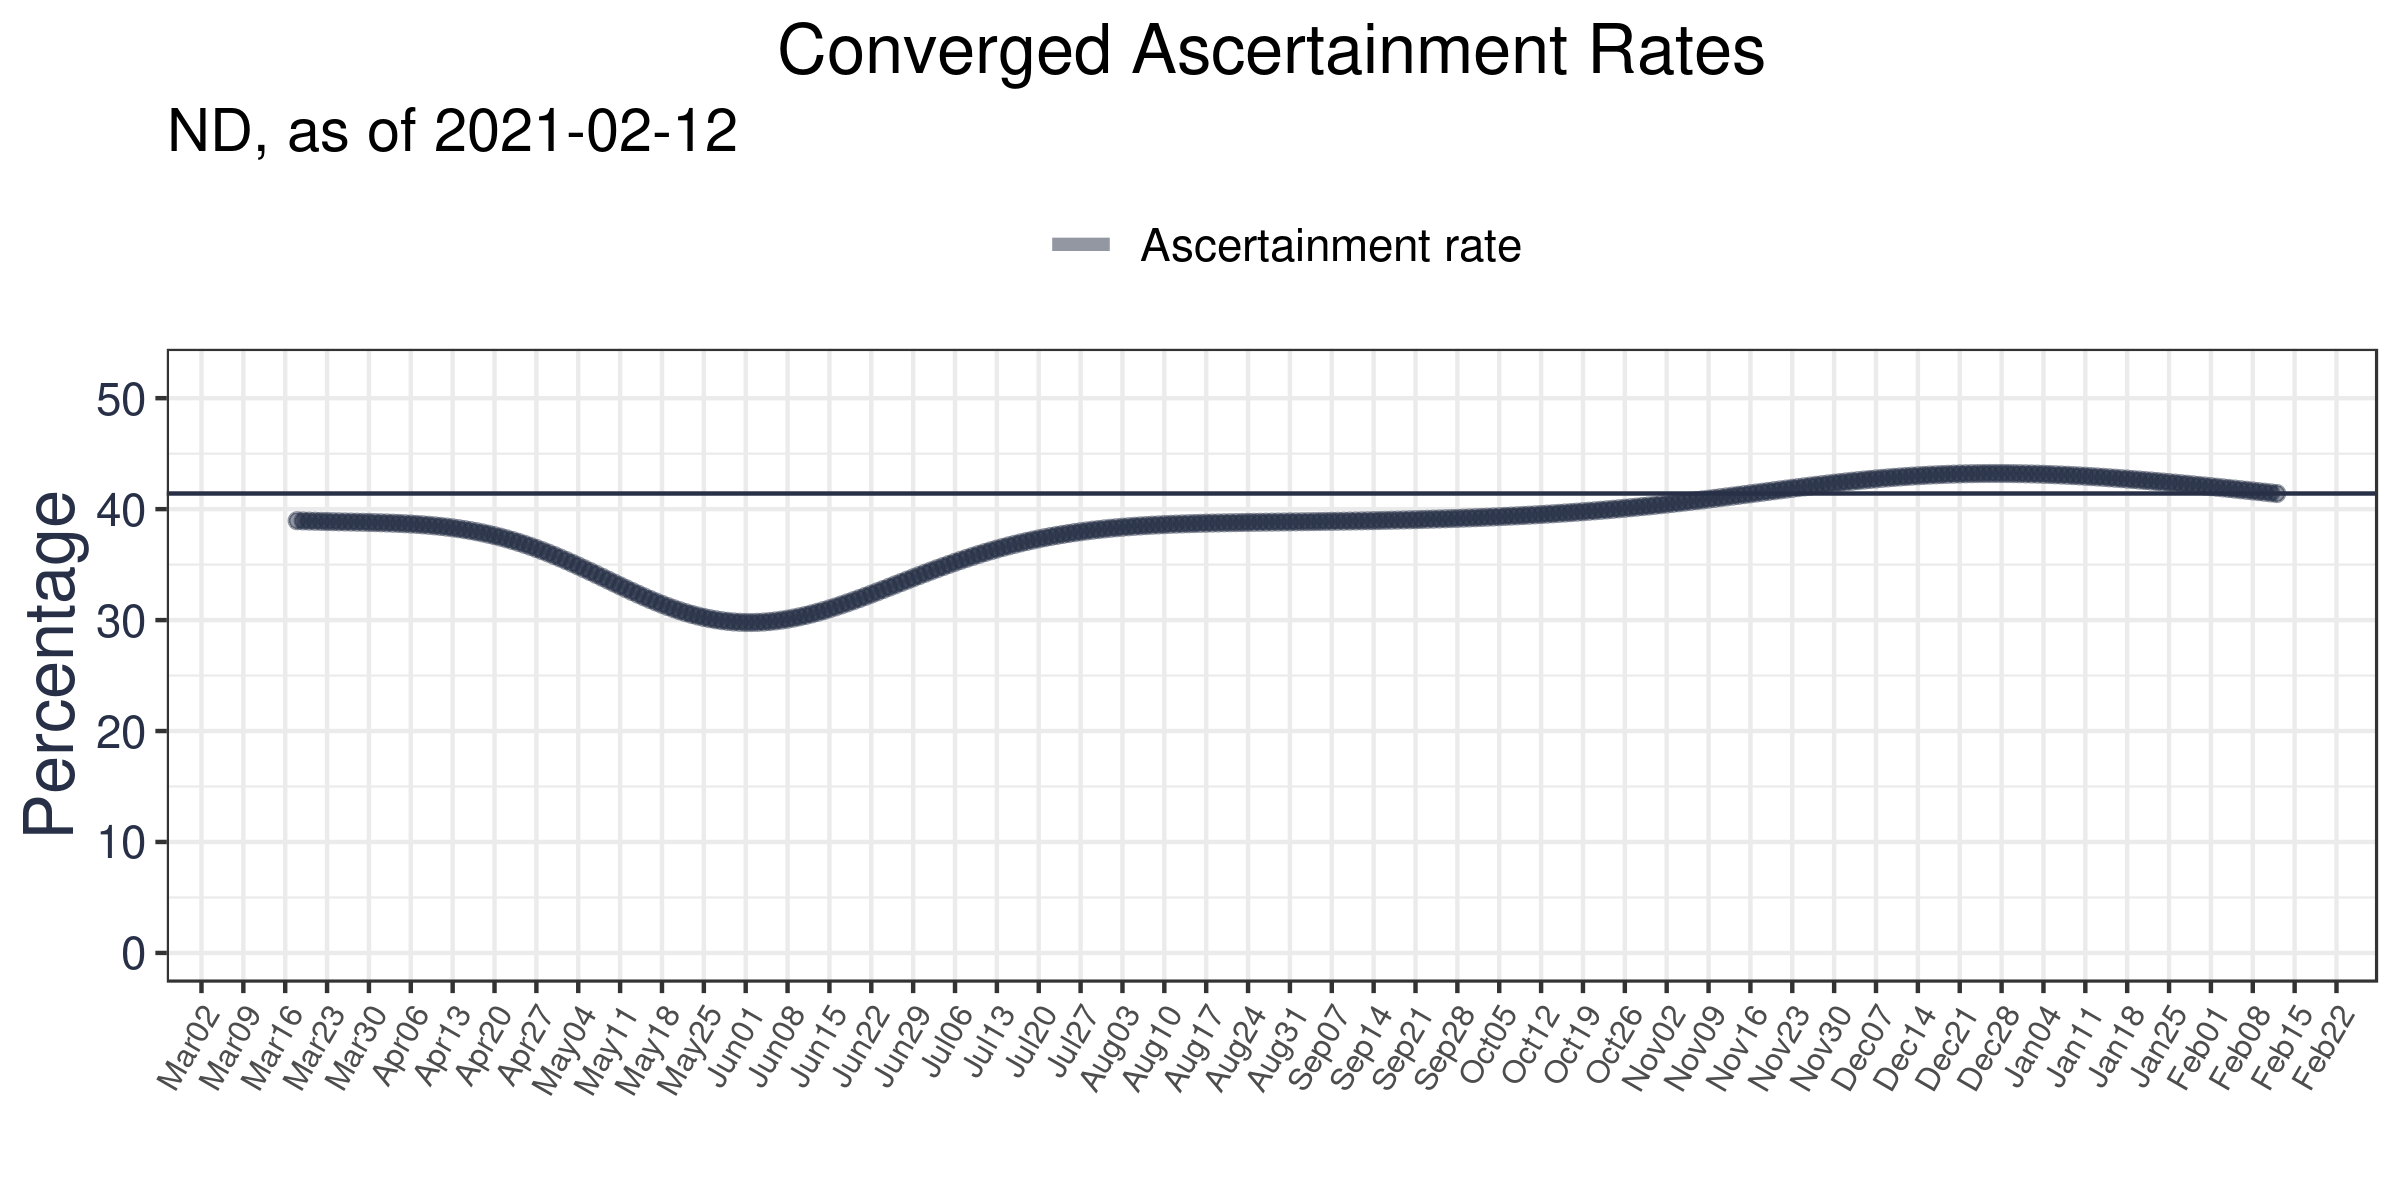 Converged Ascertainment Rates
ND, as of 2021-02-12
Ascertainment rate
Percentage
50
40
30
20
10
0
Mar02 Mar09 Mar16 Mar23 Mar30 Apr06 Apr13 Apr20 Apr27 May04 May11 May18 May25 Jun01 Jun08 Jun15 Jun22 Jun29 Jul06 Jul13 Jul20 Jul27 Aug03 Aug10 Aug17 Aug24 Aug31 Sep07 Sep14 Sep21 Sep28 Oct05 Oct12 Oct19 Oct26 Nov02 Nov09 Nov16 Nov23 Nov30 Dec07 Dec14 Dec21 Dec28 Jan04 Jan11 Jan18 Jan25 Feb01 Feb08 Feb15 Feb22